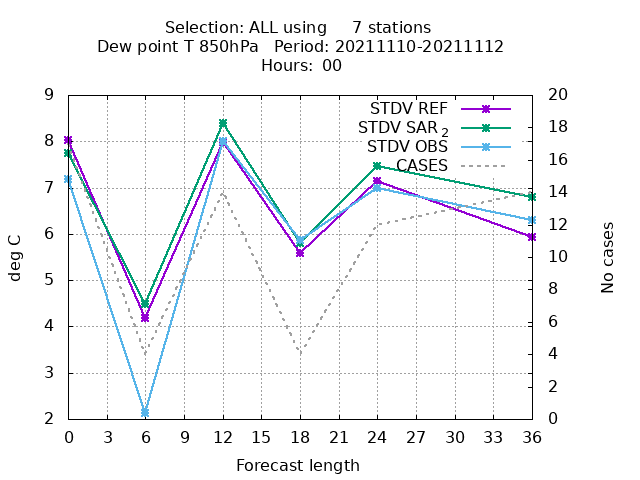 Selection: ALL using     7 stations
Dew point T 850hPa   Period: 20211110-20211112
Hours: 00
9
8
7
6
5
4
3
2
deg C
STDV REF
STDV SAR 2
STDV OBS
CASES
20
18
16
14
12
10
8
6
4
2
0
No cases
0 3 6 9 12 15 18 21 24 27 30 33 36
Forecast length